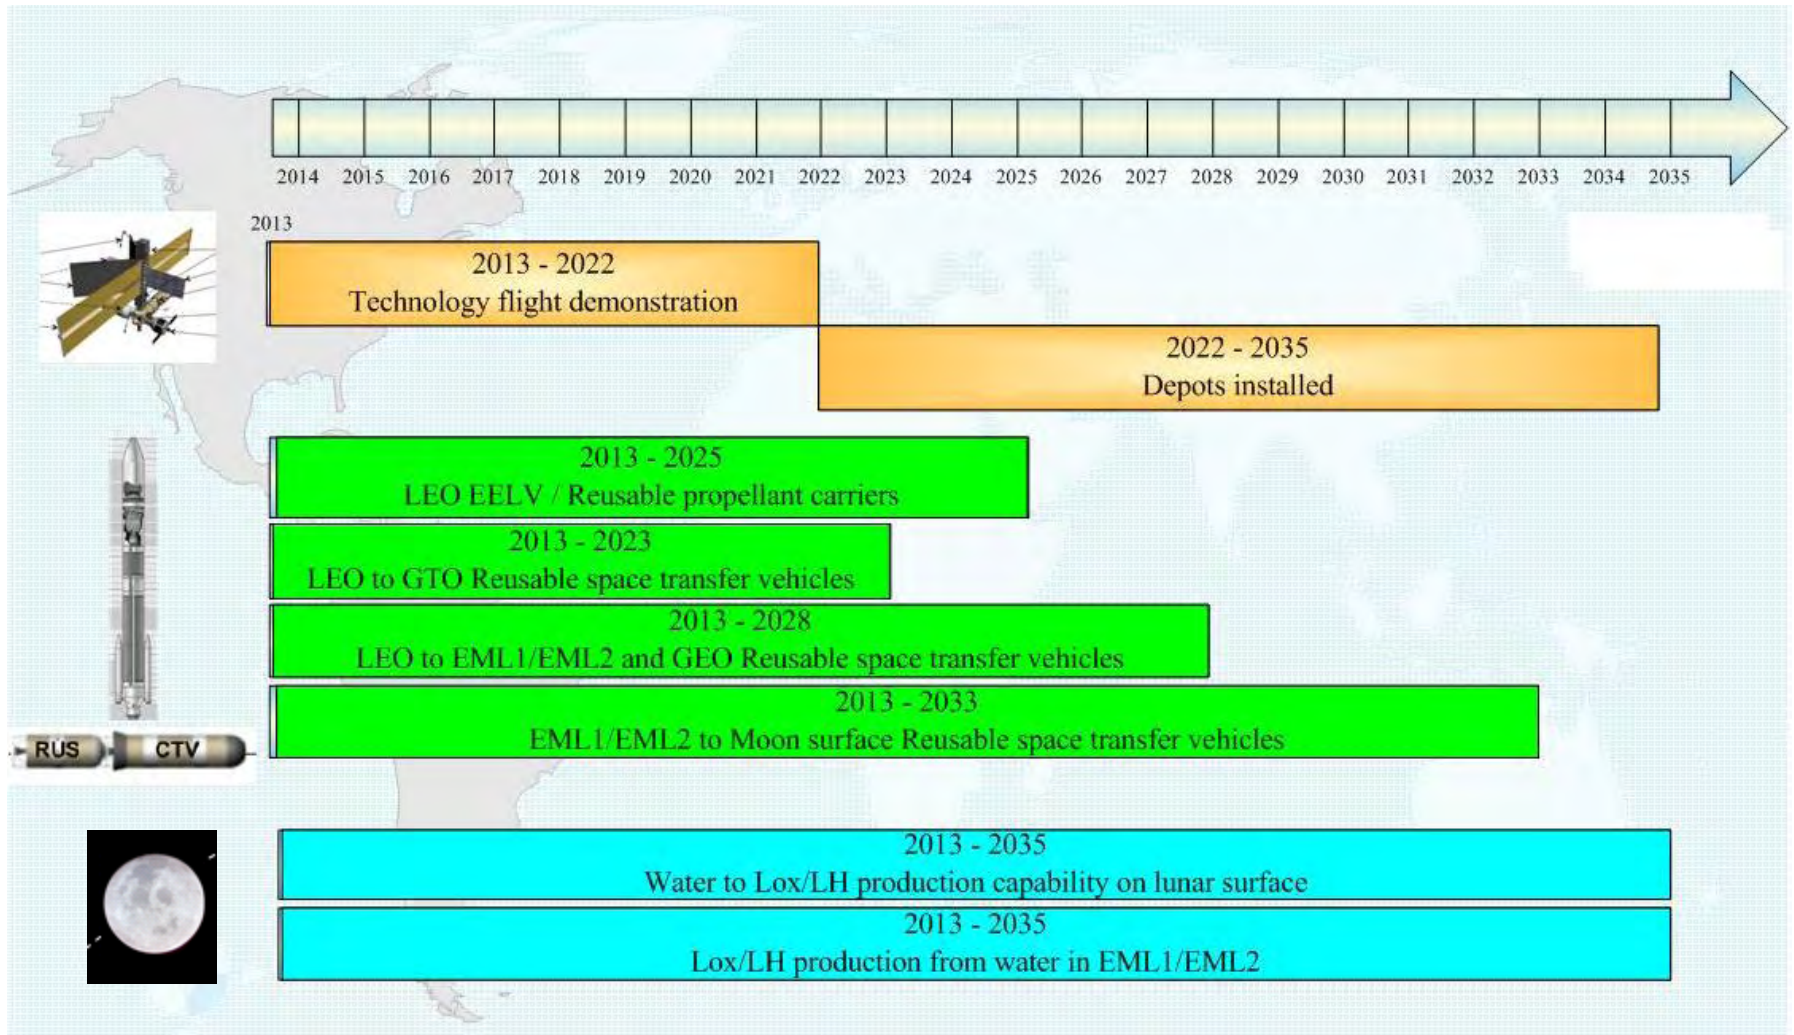 2014 2015 2016 2017 2018 2019 2020 2021 2022 2023 2024 2025 2026 2027 2028 2029 2030 2031 2032 2033 2034 2035
2013
2013 - 2022
Technology flight demonstration
2022 - 2035
Depots installed
2013 - 2025
LEO EELV / Reusable propellant carriers
2013 - 2023
LEO to GTO Reusable space transfer vehicles
2013 - 2028
LEO to EML1/EML2 and GEO Reusable space transfer vehicles
2013 - 2033
EML1/EML2 to Moon surface Reusable space transfer vehicles
RUS CTV
2013 - 2035
Water to Lox/LH production capability on lunar surface
2013 - 2035
Lox/LH production from water in EML1/EML2